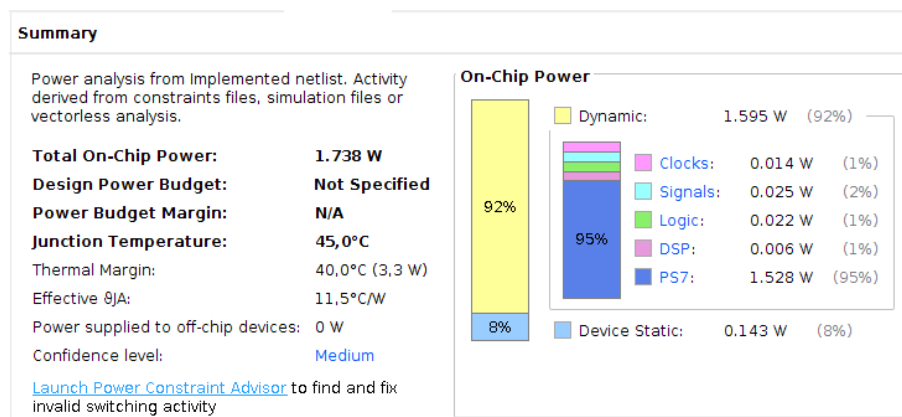 Summary
Power analysis from Implemented netlist. Activity
derived from constraints files, simulation files or
vectorless analysis.
Total On-Chip Power: 1.738 W
Design Power Budget: Not Specified
Power Budget Margin: N/A
Junction Temperature: 45,0°C
Thermal Margin: 40,0°C (3,3 W)
Effective ϑJA: 11,5°C/W
Power supplied to off-chip devices: 0 W
Confidence level: Medium
Launch Power Constraint Advisor to find and fix
invalid switching activity
On-Chip Power
92%
8%
Dynamic: 1.595 W (92%)
95%
Clocks: 0.014 W (1%)
Signals: 0.025 W (2%)
Logic: 0.022 W (1%)
DSP: 0.006 W (1%)
PS7: 1.528 W (95%)
Device Static: 0.143 W (8%)